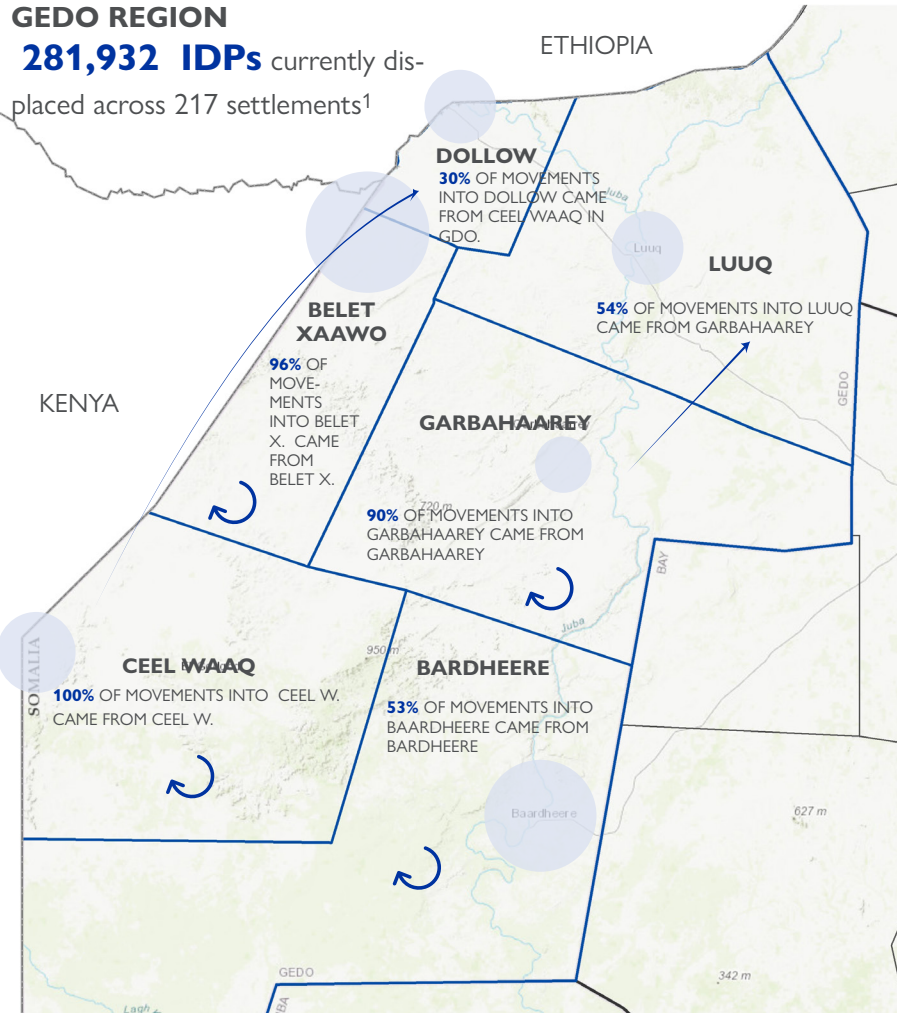 GEDO REGION
281,932 IDPs currently dis-
placed across 217 settlements1
ETHIOPIA
DOLLOW
30% OF MOVEMENTS
INTO DOLLOW CAME
FROM CEEL WAAQ IN
GDO.
Juba
Luuq
LUUQ
54% OF MOVEMENTS INTO LUUQ
CAME FROM GARBAHAAREY
BELET
XAAWO
96% OF
MOVE-
MENTS
INTO BELET
X. CAME
FROM
BELET X.
KENYA
GEDO
GARBAHAAREY
720 m
90% OF MOVEMENTS INTO
GARBAHAAREY CAME FROM
GARBAHAAREY
BAY
Juba
950 m
SOMALIA
CEEL WAAQ
100% OF MOVEMENTS INTO CEEL W.
CAME FROM CEEL W.
BARDHEERE
53% OF MOVEMENTS INTO
BAARDHEERE CAME FROM
BARDHEERE
Baardheere
627 m
GEDO
342 m
Lagh